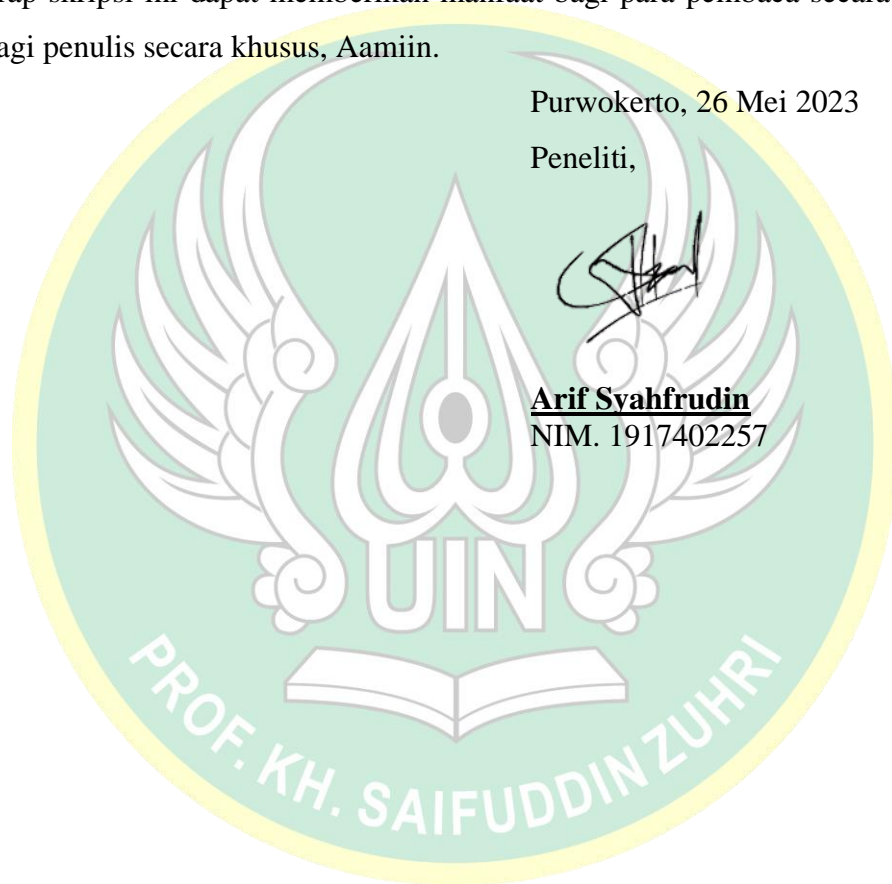 rap skripsi ini dapat memberikan manfaat bagi para pembaca secara
agi penulis secara khusus, Aamiin.
Purwokerto, 26 Mei 2023
Peneliti,
Arif Syahfrudin
NIM. 1917402257
UIN
PROF. KH. SAIFUDDIN ZUHRI